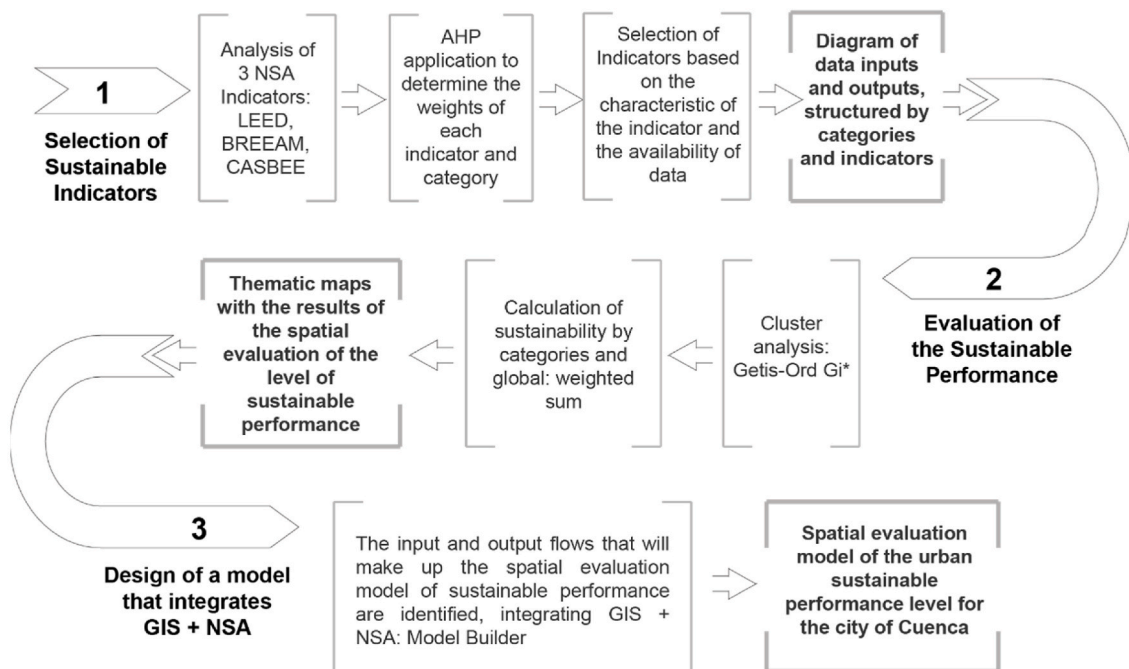 1
Selection of
Sustainable
Indicators
Analysis of
3 NSA
Indicators:
LEED,
BREEAM,
CASBEE
AHP
application to
determine the
weights of
each
indicator and
category
Selection of
Indicators based
on the
characteristic of
the indicator and
the availability of
data
Diagram of
data inputs
and outputs,
structured by
categories
and indicators
2
Evaluation of
the Sustainable
Performance
Cluster
analysis:
Getis-Ord Gi*
Calculation of
sustainability by
categories and
global: weighted
sum
Thematic maps
with the results of
the spatial
evaluation of the
level of
sustainable
performance
3
Design of a model
that integrates
GIS + NSA
The input and output flows that will
make up the spatial evaluation
model of sustainable performance
are identified, integrating GIS +
NSA: Model Builder
Spatial evaluation
model of the urban
sustainable
performance level for
the city of Cuenca